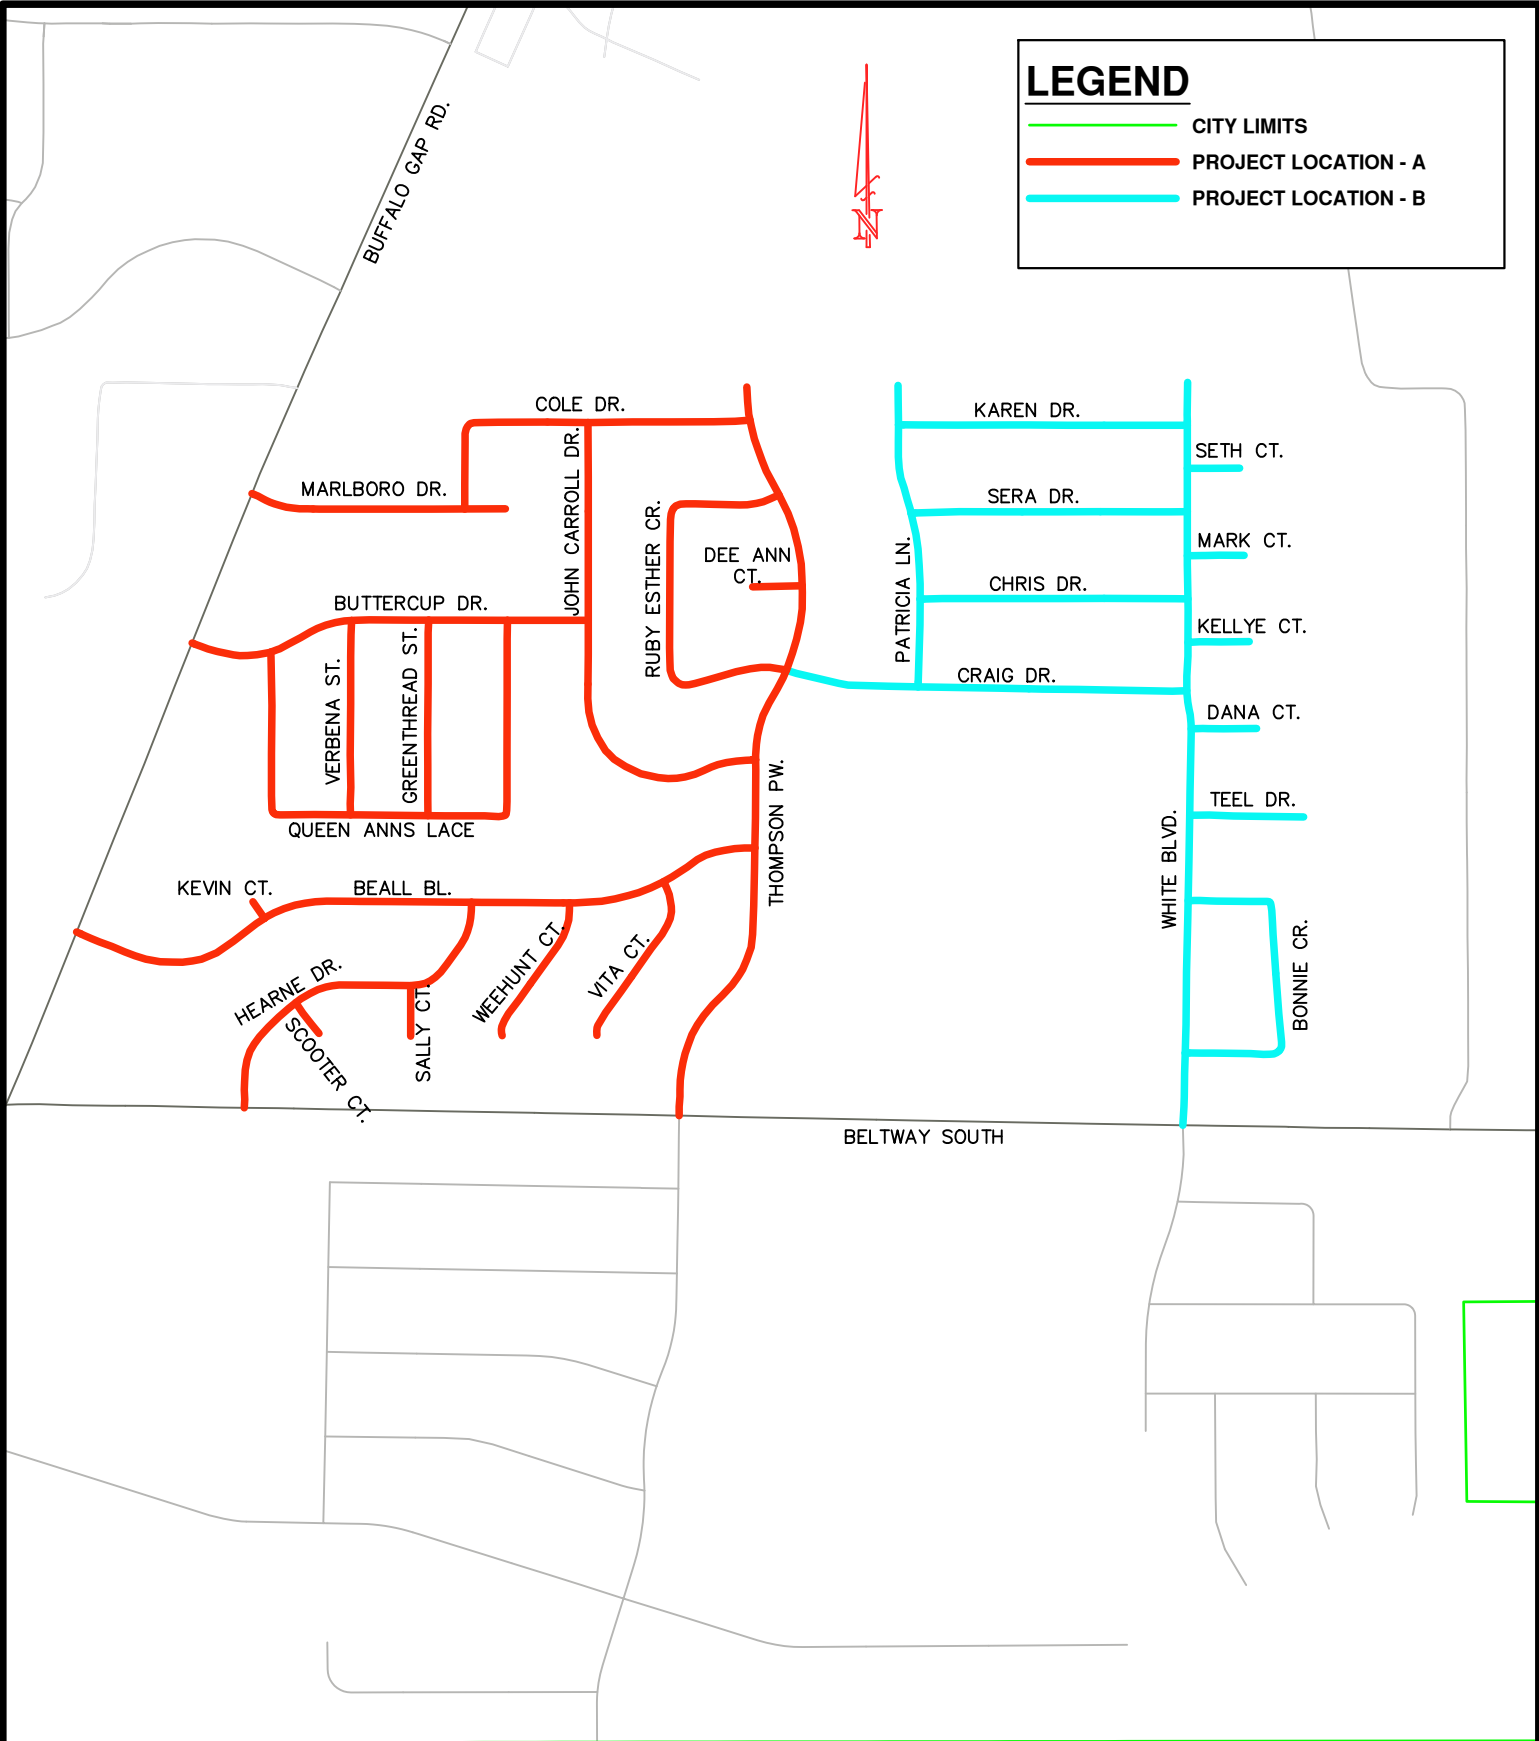 LEGEND
CITY LIMITS
PROJECT LOCATION - A
PROJECT LOCATION - B
N
BUFFALO GAP RD.
COLE DR.
KAREN DR.
SETH CT.
MARLBORO DR.
JOHN CARROLL DR.
SERA DR.
RUBY ESTHER CR.
DEE ANN
CT.
PATRICIA LN.
MARK CT.
CHRIS DR.
BUTTERCUP DR.
KELLYE CT.
VERBENA ST.
GREENTHREAD ST.
CRAIG DR.
DANA CT.
THOMPSON PW.
TEEL DR.
QUEEN ANNS LACE
WHITE BLVD.
KEVIN CT.
BEALL BL.
WEEHUNT CT.
VITA CT.
BONNIE CR.
HEARNE DR.
SCOOTER CT.
SALLY CT.
BELTWAY SOUTH